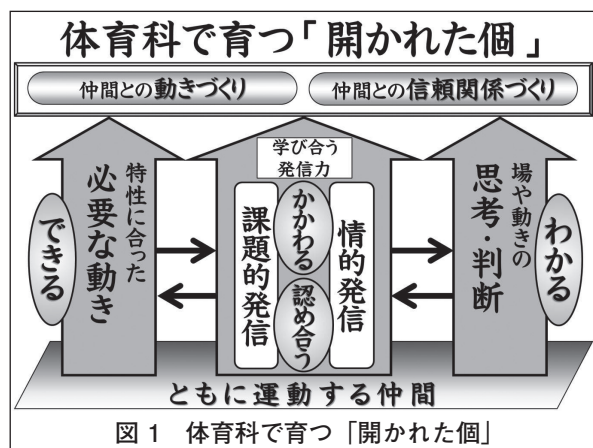 体育科で育つ「開かれた個」
仲間との動きづくり
仲間との信頼関係づくり
できる
特性に合った
必要な動き
学び合う
発信力
課題的発信
かかわる
認め合う
情的発信
場や動きの
思考・判断
わかる
ともに運動する仲間
図1 体育科で育つ「開かれた個」